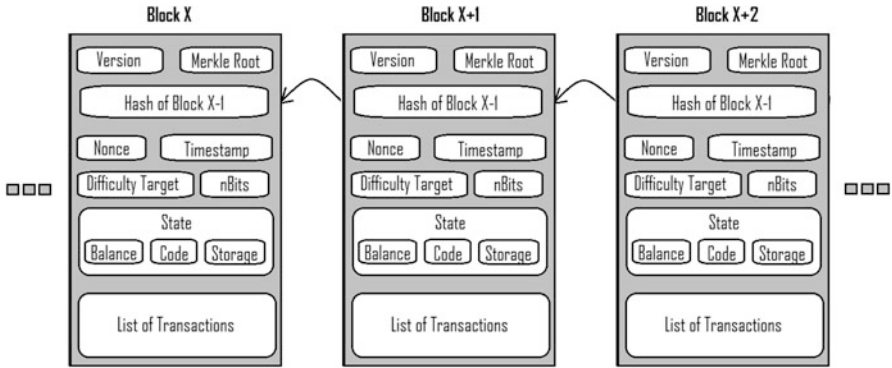 Block X
Version Merkle Root
Hash of Block X-1
Nonce Timestamp
Difficulty Target nBits
State
Balance Code Storage
List of Transactions
Block X+1
Version Merkle Root
Hash of Block X-1
Nonce Timestamp
Difficulty Target nBits
State
Balance Code Storage
List of Transactions
Block X+2
Version Merkle Root
Hash of Block X-1
Nonce Timestamp
Difficulty Target nBits
State
Balance Code Storage
List of Transactions